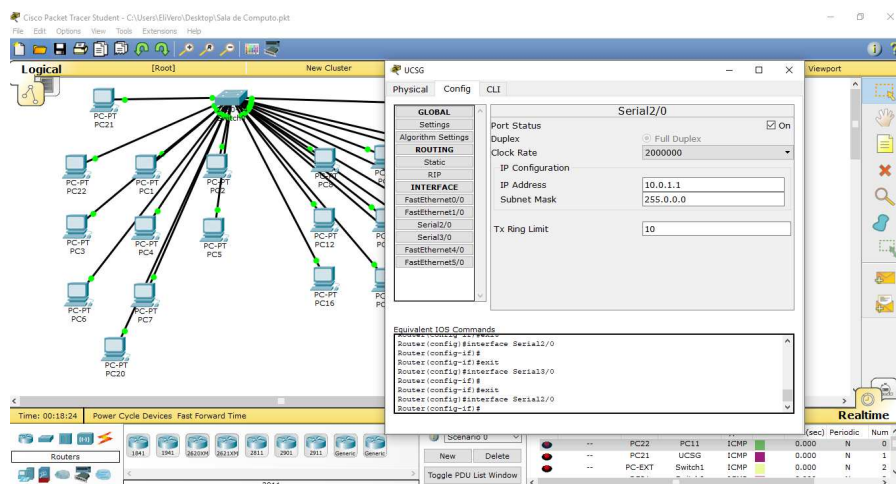 Cisco Packet Tracer Student - C:\Users\EliVero\Desktop\Sala de Computo.pkt
File Edit Options View Tools Extensions Help
Logical [Root] New Cluster Viewport
UCSG
Physical Config CLI
GLOBAL
Settings
Algorithm Settings
ROUTING
Static
RIP
INTERFACE
FastEthernet0/0
FastEthernet1/0
Serial2/0
Serial3/0
FastEthernet4/0
FastEthernet5/0
Serial2/0
Port Status On
Duplex Full Duplex
Clock Rate 2000000
IP Configuration
IP Address 10.0.1.1
Subnet Mask 255.0.0.0
Tx Ring Limit 10
Equivalent IOS Commands
Router(config-if)#exit
Router(config)#interface Serial2/0
Router(config-if)#
Router(config-if)#exit
Router(config)#interface Serial3/0
Router(config-if)#
Router(config-if)#exit
Router(config)#interface Serial2/0
Router(config-if)#
PC-PT
PC21
PC-PT
PC22
PC-PT
PC1
PC-PT
PC2
PC8
PC-PT
PC3
PC-PT
PC4
PC-PT
PC5
PC-PT
PC12
PC-PT
PC6
PC-PT
PC7
PC-PT
PC16
PC-PT
PC20
Time: 00:18:24 Power Cycle Devices Fast Forward Time Realtime
Routers
1841 1941 2620XM 2621XM 2811 2901 2911 Generic Generic
2811
Scenario 0
New Delete
Toggle PDU List Window
(sec) Periodic Num
-- PC22 PC11 ICMP 0.000 N 0
-- PC21 UCSG ICMP 0.000 N 1
-- PC-EXT Switch1 ICMP 0.000 N 2